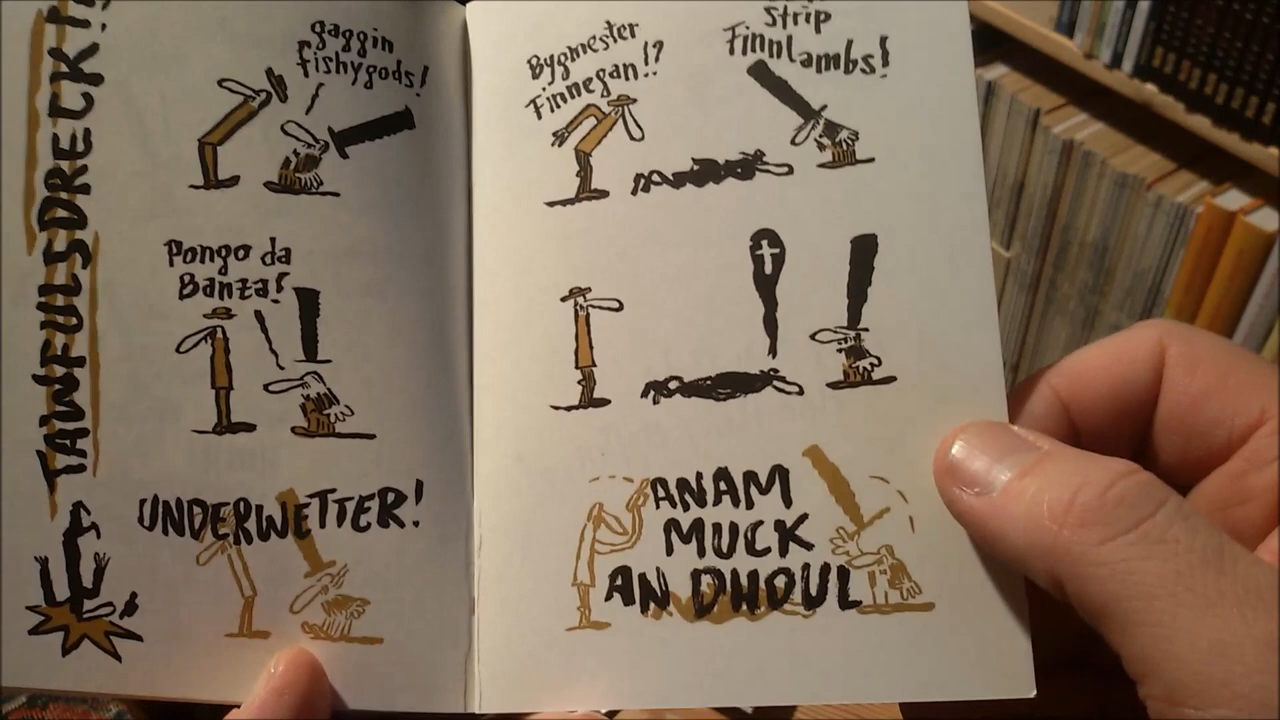 TAWFULSDRECK!!
gaggin
fishygods!
Pongo da
Banza!
UNDERWETTER!
Bygmester
Finnegan!?
Strip
Finnlambs!
ANAM
MUCK
AN DHOUL